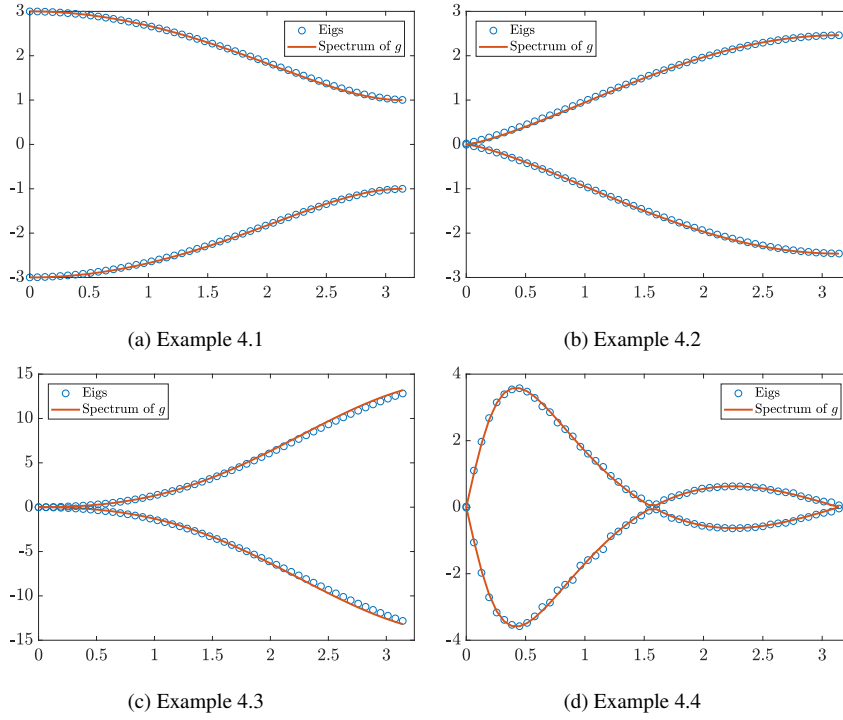 3
2
1
0
-1
-2
-3
0 0.5 1 1.5 2 2.5 3
Eigs
Spectrum of g
(a) Example 4.1
3
2
1
0
-1
-2
-3
0 0.5 1 1.5 2 2.5 3
Eigs
Spectrum of g
(b) Example 4.2
15
10
5
0
-5
-10
-15
0 0.5 1 1.5 2 2.5 3
Eigs
Spectrum of g
(c) Example 4.3
4
2
0
-2
-4
0 0.5 1 1.5 2 2.5 3
Eigs
Spectrum of g
(d) Example 4.4